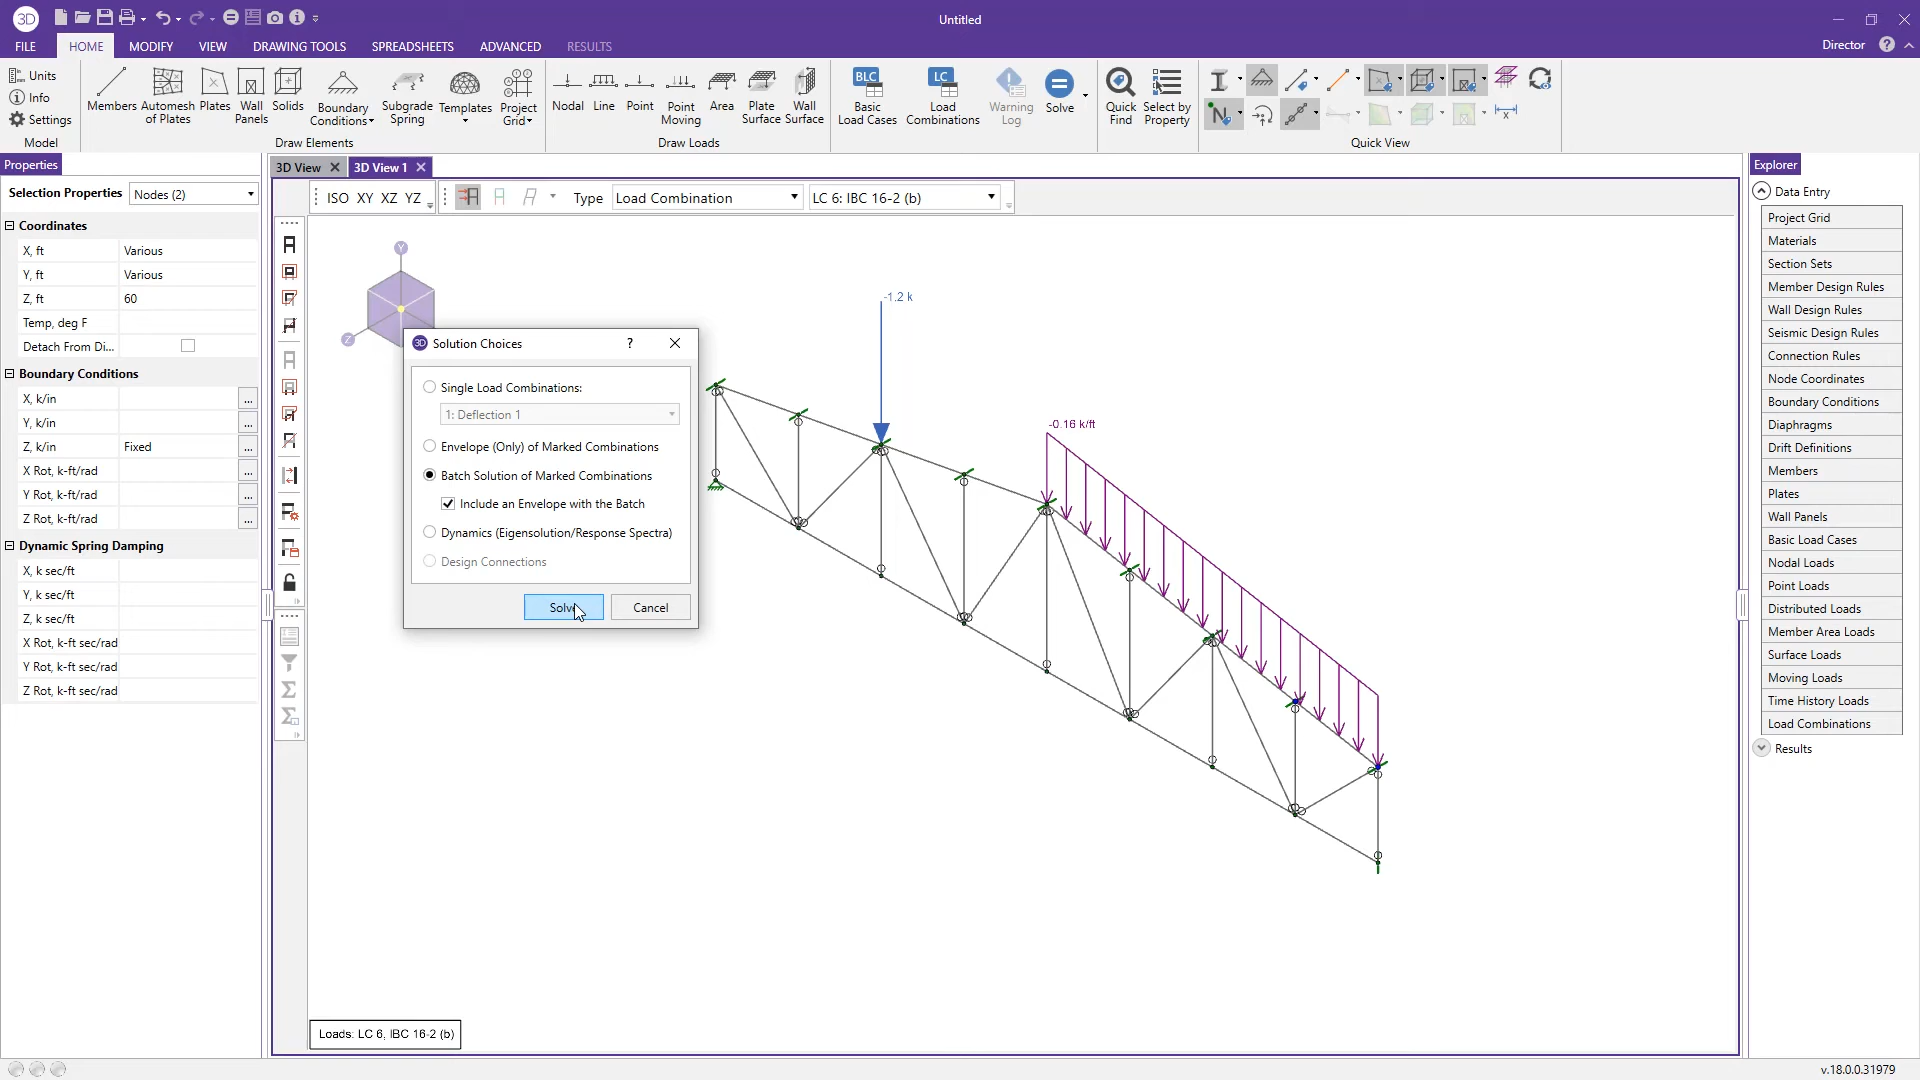 3D
Untitled
FILE HOME MODIFY VIEW DRAWING TOOLS SPREADSHEETS ADVANCED RESULTS
Director
Units
Info
Settings
Model
Members
Automesh of Plates
Plates
Wall Panels
Solids
Boundary Conditions
Subgrade Spring
Templates
Project Grid
Draw Elements
Nodal
Line
Point
Point Moving
Area
Plate Surface
Wall Surface
Draw Loads
BLC
Basic Load Cases
LC
Load Combinations
Warning Log
Solve
Quick Find
Select by Property
Quick View
Properties
Selection Properties Nodes (2)
Coordinates
X, ft Various
Y, ft Various
Z, ft 60
Temp, deg F
Detach From Di...
Boundary Conditions
X, k/in ...
Y, k/in ...
Z, k/in Fixed ...
X Rot, k-ft/rad ...
Y Rot, k-ft/rad ...
Z Rot, k-ft/rad ...
Dynamic Spring Damping
X, k sec/ft
Y, k sec/ft
Z, k sec/ft
X Rot, k-ft sec/rad
Y Rot, k-ft sec/rad
Z Rot, k-ft sec/rad
3D View
3D View 1
ISO XY XZ YZ
Type Load Combination LC 6: IBC 16-2 (b)
Y
Z
-1.2 k
-0.16 k/ft
3D Solution Choices ?
Single Load Combinations:
1: Deflection 1
Envelope (Only) of Marked Combinations
Batch Solution of Marked Combinations
Include an Envelope with the Batch
Dynamics (Eigensolution/Response Spectra)
Design Connections
Solve
Cancel
Loads: LC 6, IBC 16-2 (b)
Explorer
Data Entry
Project Grid
Materials
Section Sets
Member Design Rules
Wall Design Rules
Seismic Design Rules
Connection Rules
Node Coordinates
Boundary Conditions
Diaphragms
Drift Definitions
Members
Plates
Wall Panels
Basic Load Cases
Nodal Loads
Point Loads
Distributed Loads
Member Area Loads
Surface Loads
Moving Loads
Time History Loads
Load Combinations
Results
v.18.0.0.31979